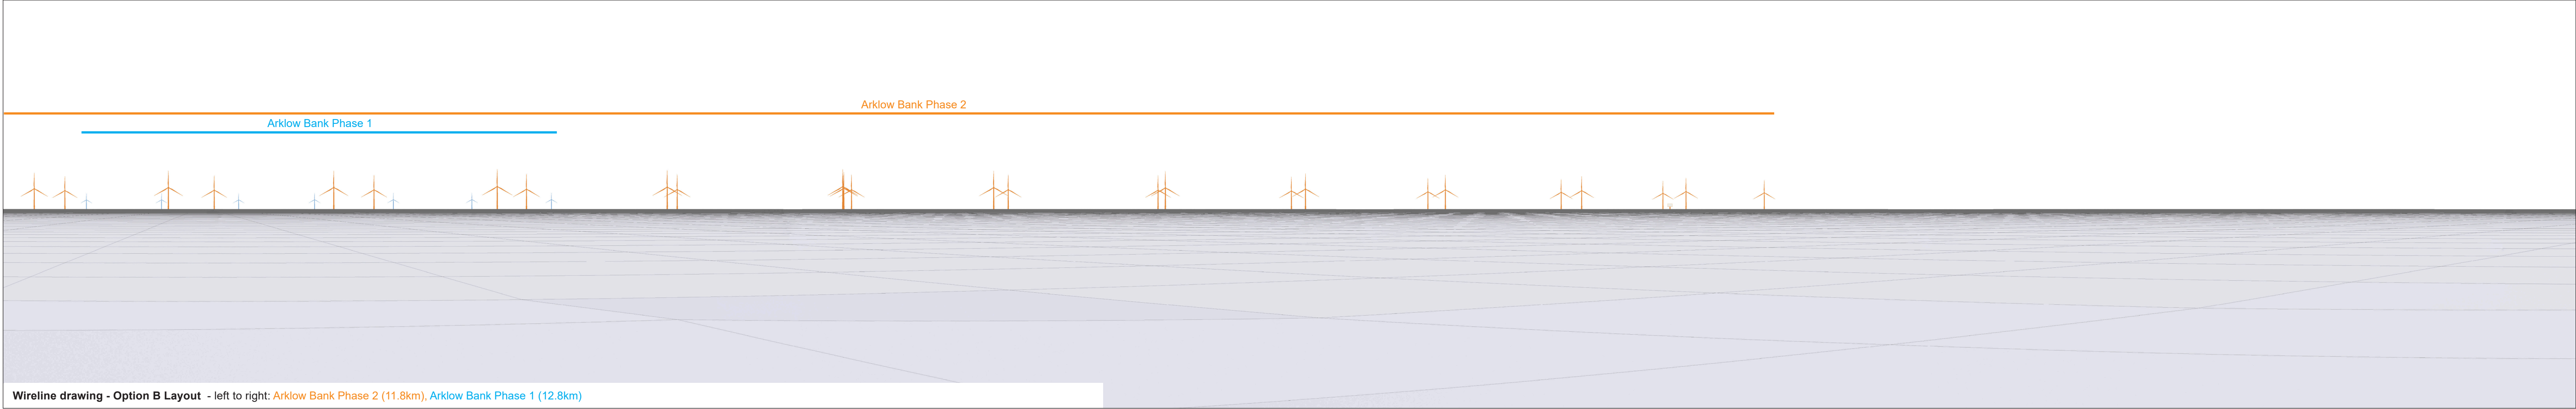 Arklow Bank Phase 2
Arklow Bank Phase 1
Wireline drawing - Option B Layout - left to right: Arklow Bank Phase 2 (11.8km), Arklow Bank Phase 1 (12.8km)